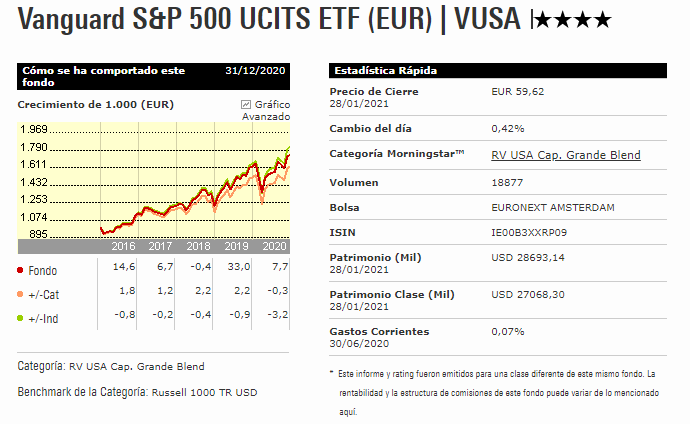 Vanguard S&P 500 UCITS ETF (EUR) | VUSA
Cómo se ha comportado este fondo 31/12/2020
Crecimiento de 1.000 (EUR)
Gráfico Avanzado
1 969
1.790
1.611
1.432
1.253
1.074
895
2016 2017 2018 2019 2020
Fondo 14,6 6,7 -0,4 33,0 7,7
+/-Cat 1,8 1,2 2,2 2,2 -0,3
+/-Ind -0,8 -0,2 -0,4 -0,9 -3,2
Categoría: RV USA Cap. Grande Blend
Benchmark de la Categoría: Russell 1000 TR USD
Estadística Rápida
Precio de Cierre EUR 59,62
28/01/2021
Cambio del día 0,42%
Categoría Morningstar™ RV USA Cap. Grande Blend
Volumen 18877
Bolsa EURONEXT AMSTERDAM
ISIN IE00B3XXRP09
Patrimonio (Mil) USD 28693,14
28/01/2021
Patrimonio Clase (Mil) USD 27068,30
28/01/2021
Gastos Corrientes 0,07%
30/06/2020
* Este informe y rating fueron emitidos para una clase diferente de este mismo fondo. La
rentabilidad y la estructura de comisiones de este fondo puede variar de lo mencionado
aquí.